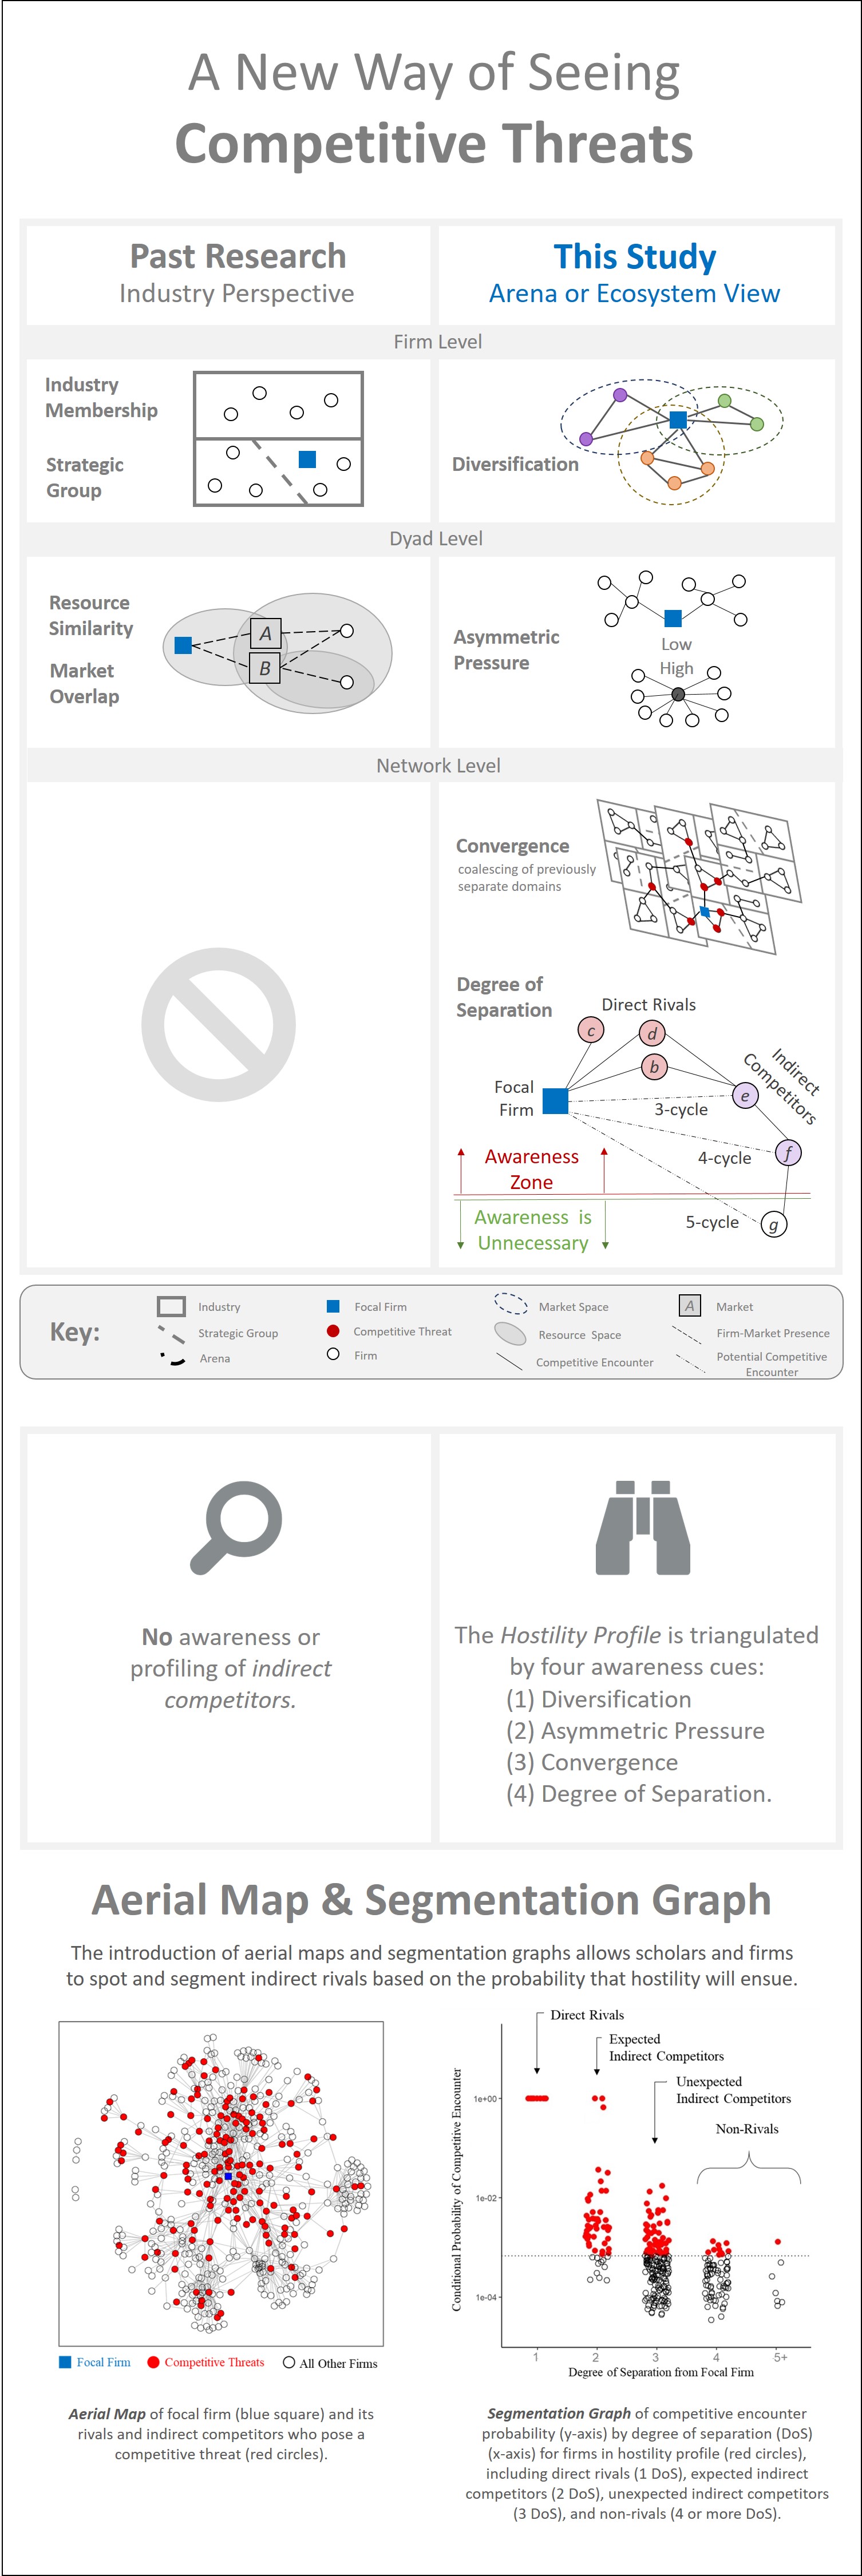 A New Way of Seeing
Competitive Threats
Past Research
Industry Perspective
This Study
Arena or Ecosystem View
Firm Level
Industry
Membership
Strategic
Group
Diversification
Dyad Level
Resource
Similarity
Market
Overlap
A
B
Asymmetric
Pressure
Low
High
Network Level
Convergence
coalescing of previously
separate domains
Degree of
Separation
Direct Rivals
c
d
b
e
f
g
Indirect
Competitors
Focal
Firm
3-cycle
4-cycle
5-cycle
Awareness
Zone
Awareness is
Unnecessary
Key:
Industry
Strategic Group
Arena
Focal Firm
Competitive Threat
Firm
Market Space
Resource Space
Competitive Encounter
A
Market
Firm-Market Presence
Potential Competitive
Encounter
No awareness or
profiling of indirect
competitors.
The Hostility Profile is triangulated
by four awareness cues:
(1) Diversification
(2) Asymmetric Pressure
(3) Convergence
(4) Degree of Separation.
Aerial Map & Segmentation Graph
The introduction of aerial maps and segmentation graphs allows scholars and firms
to spot and segment indirect rivals based on the probability that hostility will ensue.
Focal Firm
Competitive Threats
All Other Firms
Aerial Map of focal firm (blue square) and its
rivals and indirect competitors who pose a
competitive threat (red circles).
Direct Rivals
Expected
Indirect Competitors
Unexpected
Indirect Competitors
Non-Rivals
Conditional Probability of Competitive Encounter
1e+00
1e-02
1e-04
1
2
3
4
5+
Degree of Separation from Focal Firm
Segmentation Graph of competitive encounter
probability (y-axis) by degree of separation (DoS)
(x-axis) for firms in hostility profile (red circles),
including direct rivals (1 DoS), expected indirect
competitors (2 DoS), unexpected indirect competitors
(3 DoS), and non-rivals (4 or more DoS).